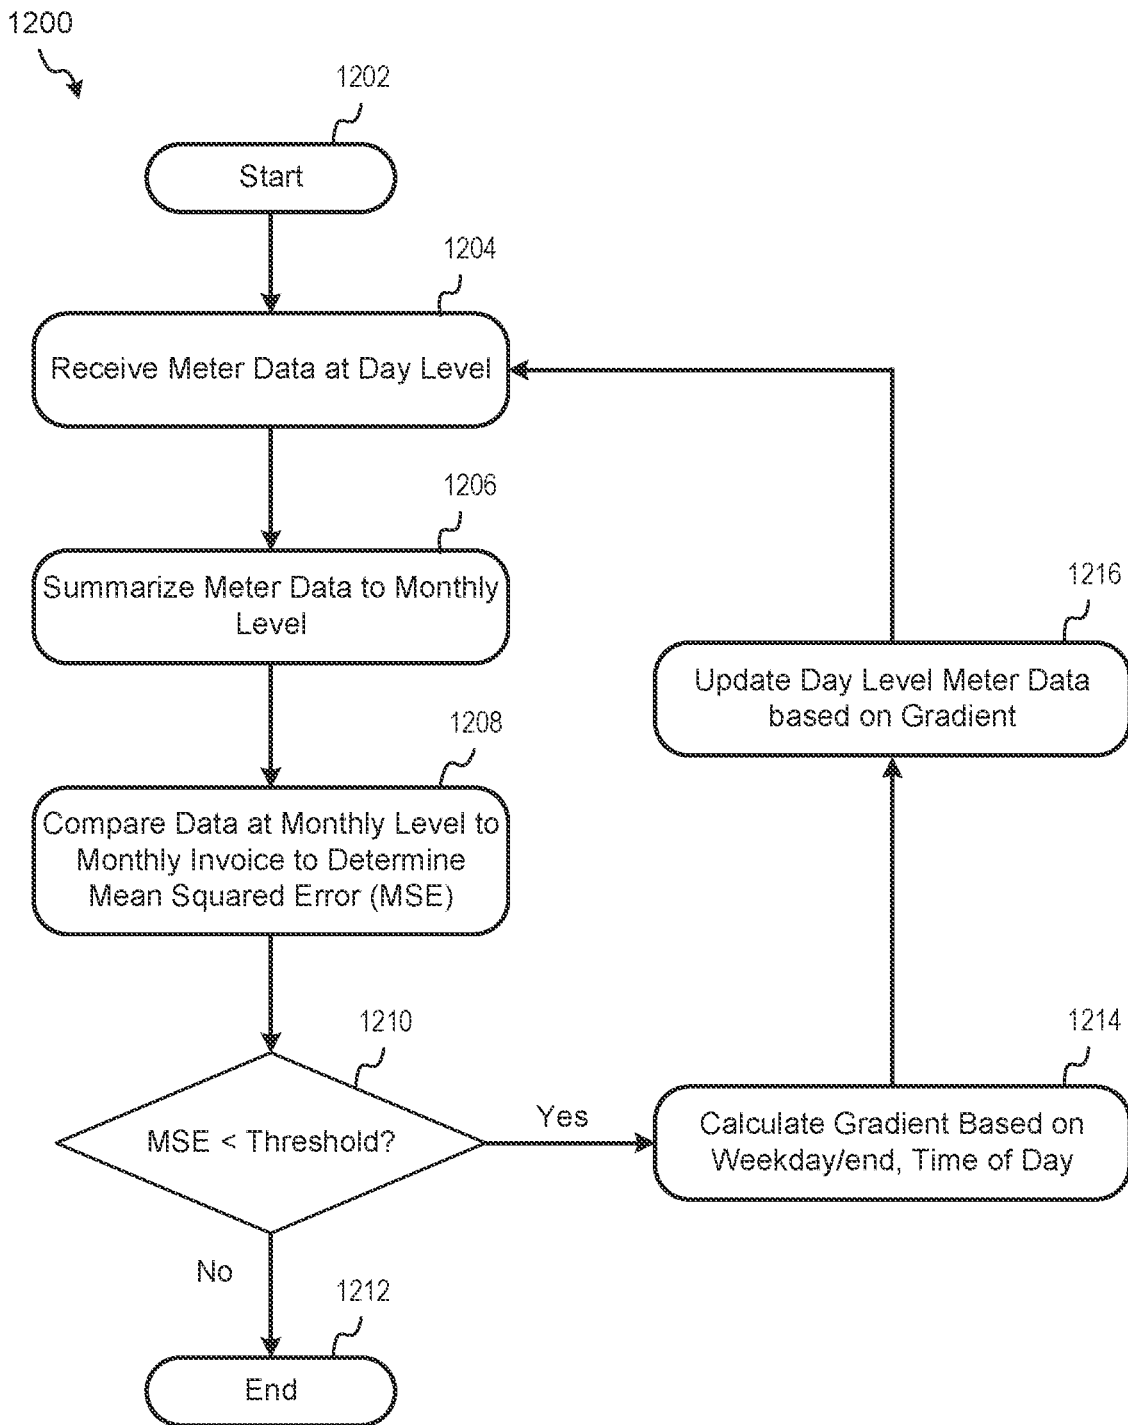 1200
1202
Start
1204
Receive Meter Data at Day Level
1206
Summarize Meter Data to Monthly
Level
1208
Compare Data at Monthly Level to
Monthly Invoice to Determine
Mean Squared Error (MSE)
1210
MSE < Threshold?
Yes
No
1212
End
1214
Calculate Gradient Based on
Weekday/end, Time of Day
1216
Update Day Level Meter Data
based on Gradient